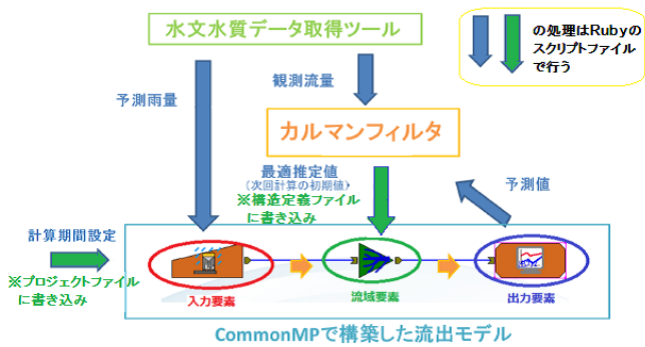 水文水質データ取得ツール
の処理はRubyの
スクリプトファイル
で行う
観測流量
予測雨量
カルマンフィルタ
最適推定値
(次回計算の初期値)
※構造定義ファイル
に書き込み
予測値
計算期間設定
※プロジェクトファイル
に書き込み
入力要素
流域要素
出力要素
CommonMPで構築した流出モデル